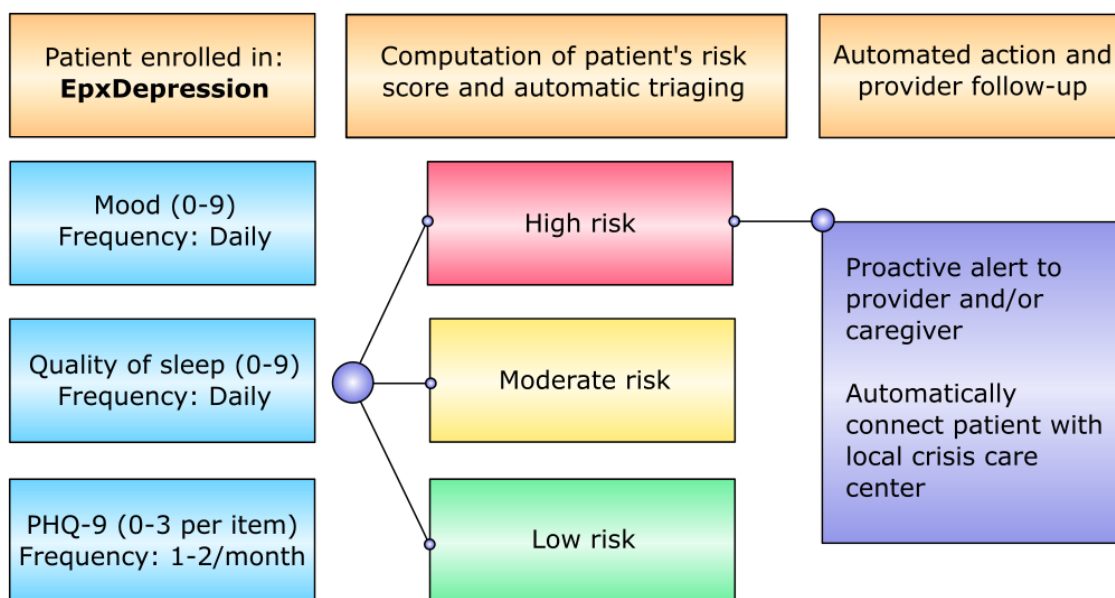 Patient enrolled in:
EpxDepression
Computation of patient's risk
score and automatic triaging
Automated action and
provider follow-up
Mood (0-9)
Frequency: Daily
Quality of sleep (0-9)
Frequency: Daily
PHQ-9 (0-3 per item)
Frequency: 1-2/month
High risk
Moderate risk
Low risk
Proactive alert to
provider and/or
caregiver
Automatically
connect patient with
local crisis care
center